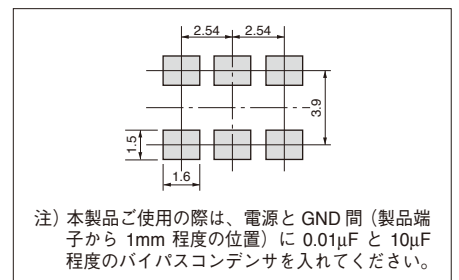 2.54 2.54
3.9
1.5
1.6
注）本製品ご使用の際は、電源と GND 間（製品端
子から 1mm 程度の位置）に 0.01µF と 10µF
程度のバイパスコンデンサを入れてください。